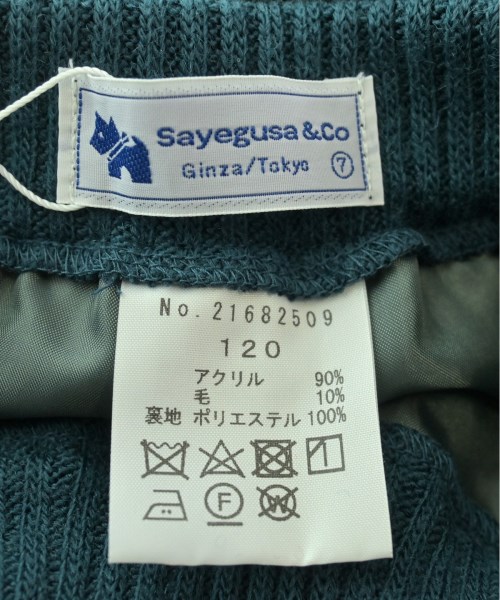 Sayegusa & Co
Ginza/Tokyo ⑦
No. 21682509
120
アクリル 90%
毛 10%
裏地 ポリエステル 100%
F W